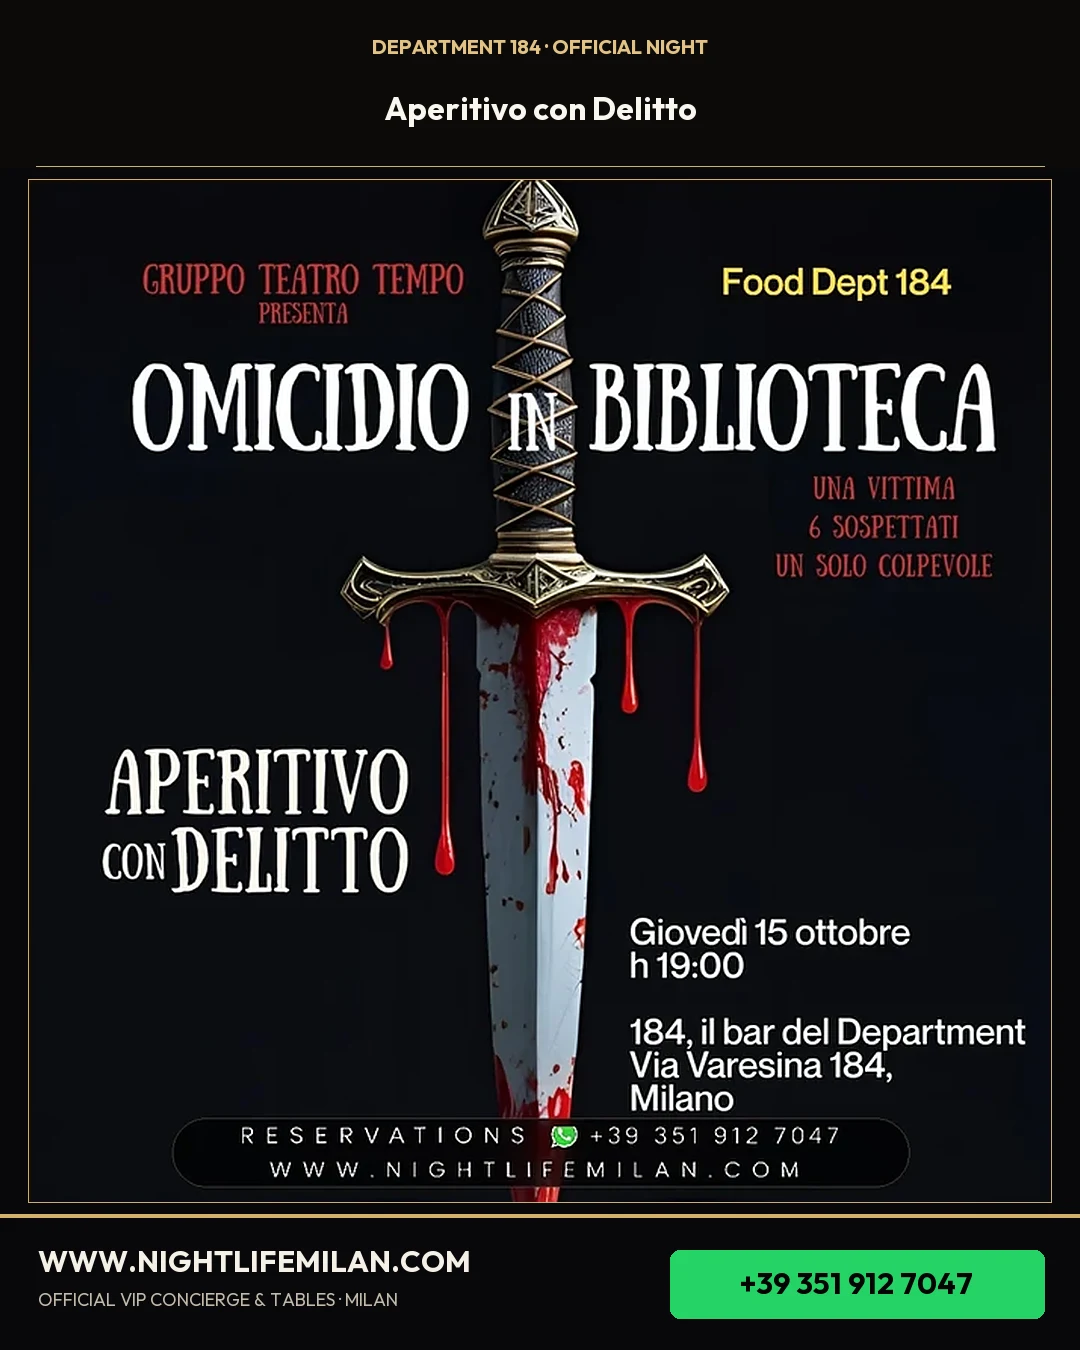 DEPARTMENT 184 · OFFICIAL NIGHT
Aperitivo con Delitto
GRUPPO TEATRO TEMPO
PRESENTA
Food Dept 184
OMICIDIO IN BIBLIOTECA
UNA VITTIMA
6 SOSPETTATI
UN SOLO COLPEVOLE
APERITIVO
CON DELITTO
Giovedì 15 ottobre
h 19:00
184, il bar del Department
Via Varesina 184,
Milano
RESERVATIONS +39 351 912 7047
WWW.NIGHTLIFEMILAN.COM
WWW.NIGHTLIFEMILAN.COM
OFFICIAL VIP CONCIERGE & TABLES · MILAN
+39 351 912 7047